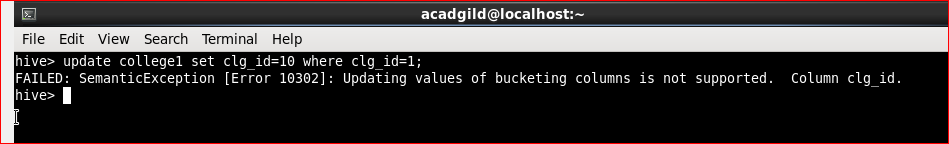 acadgild@localhost:~
File Edit View Search Terminal Help
hive> update college1 set clg_id=10 where clg_id=1;
FAILED: SemanticException [Error 10302]: Updating values of bucketing columns is not supported.  Column clg_id.
hive>